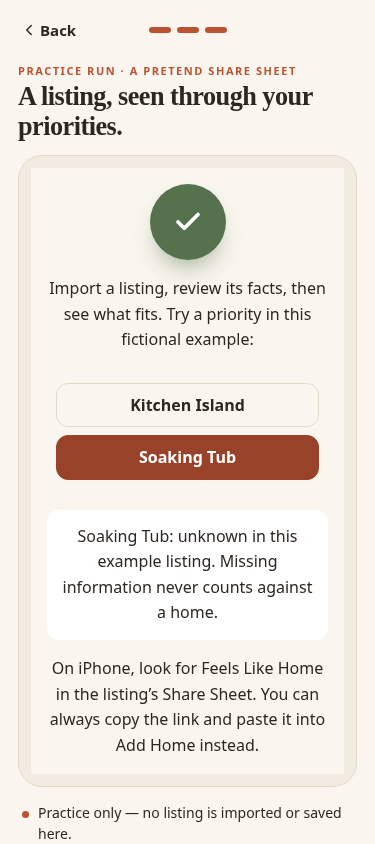 Back
PRACTICE RUN · A PRETEND SHARE SHEET
A listing, seen through your
priorities.
Import a listing, review its facts, then
see what fits. Try a priority in this
fictional example:
Kitchen Island
Soaking Tub
Soaking Tub: unknown in this
example listing. Missing
information never counts against
a home.
On iPhone, look for Feels Like Home
in the listing’s Share Sheet. You can
always copy the link and paste it into
Add Home instead.
Practice only — no listing is imported or saved
here.